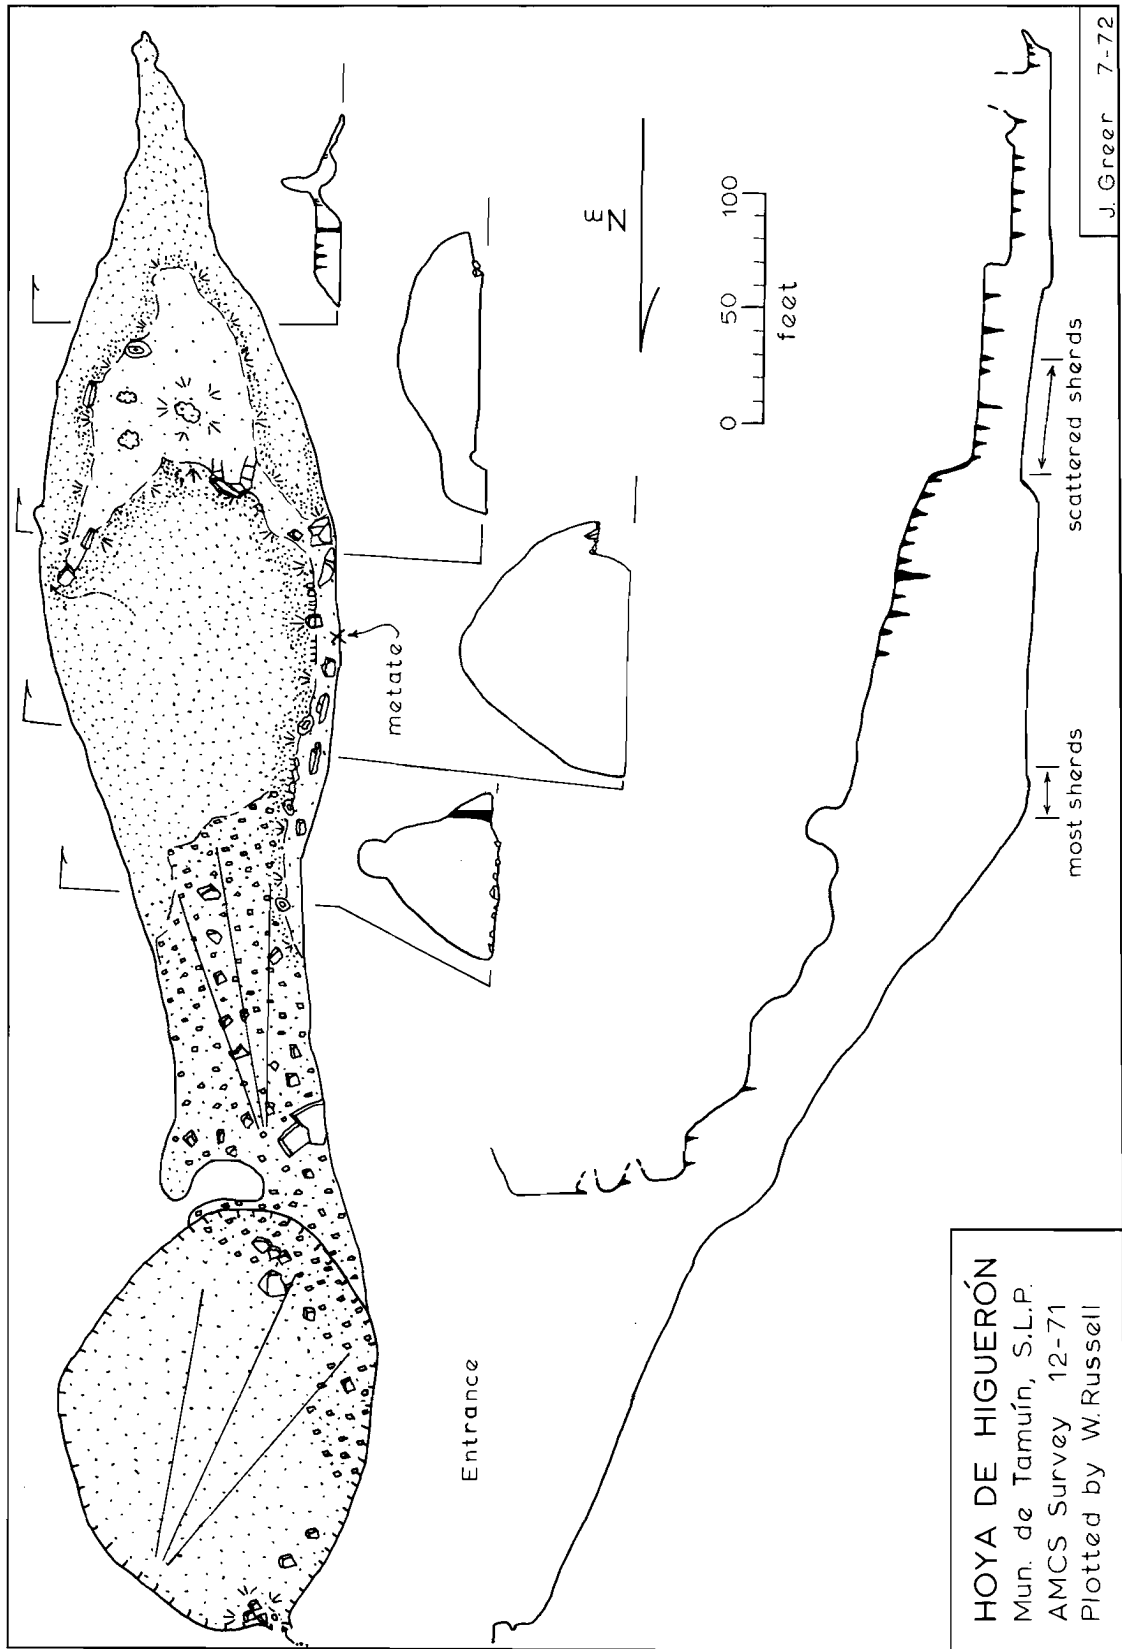 metate
Entrance
N
0 50 100
feet
most sherds
scattered sherds
HOYA DE HIGUERÓN
Mun. de Tamuín, S.L.P.
AMCS Survey 12-71
Plotted by W. Russell
J. Greer 7-72